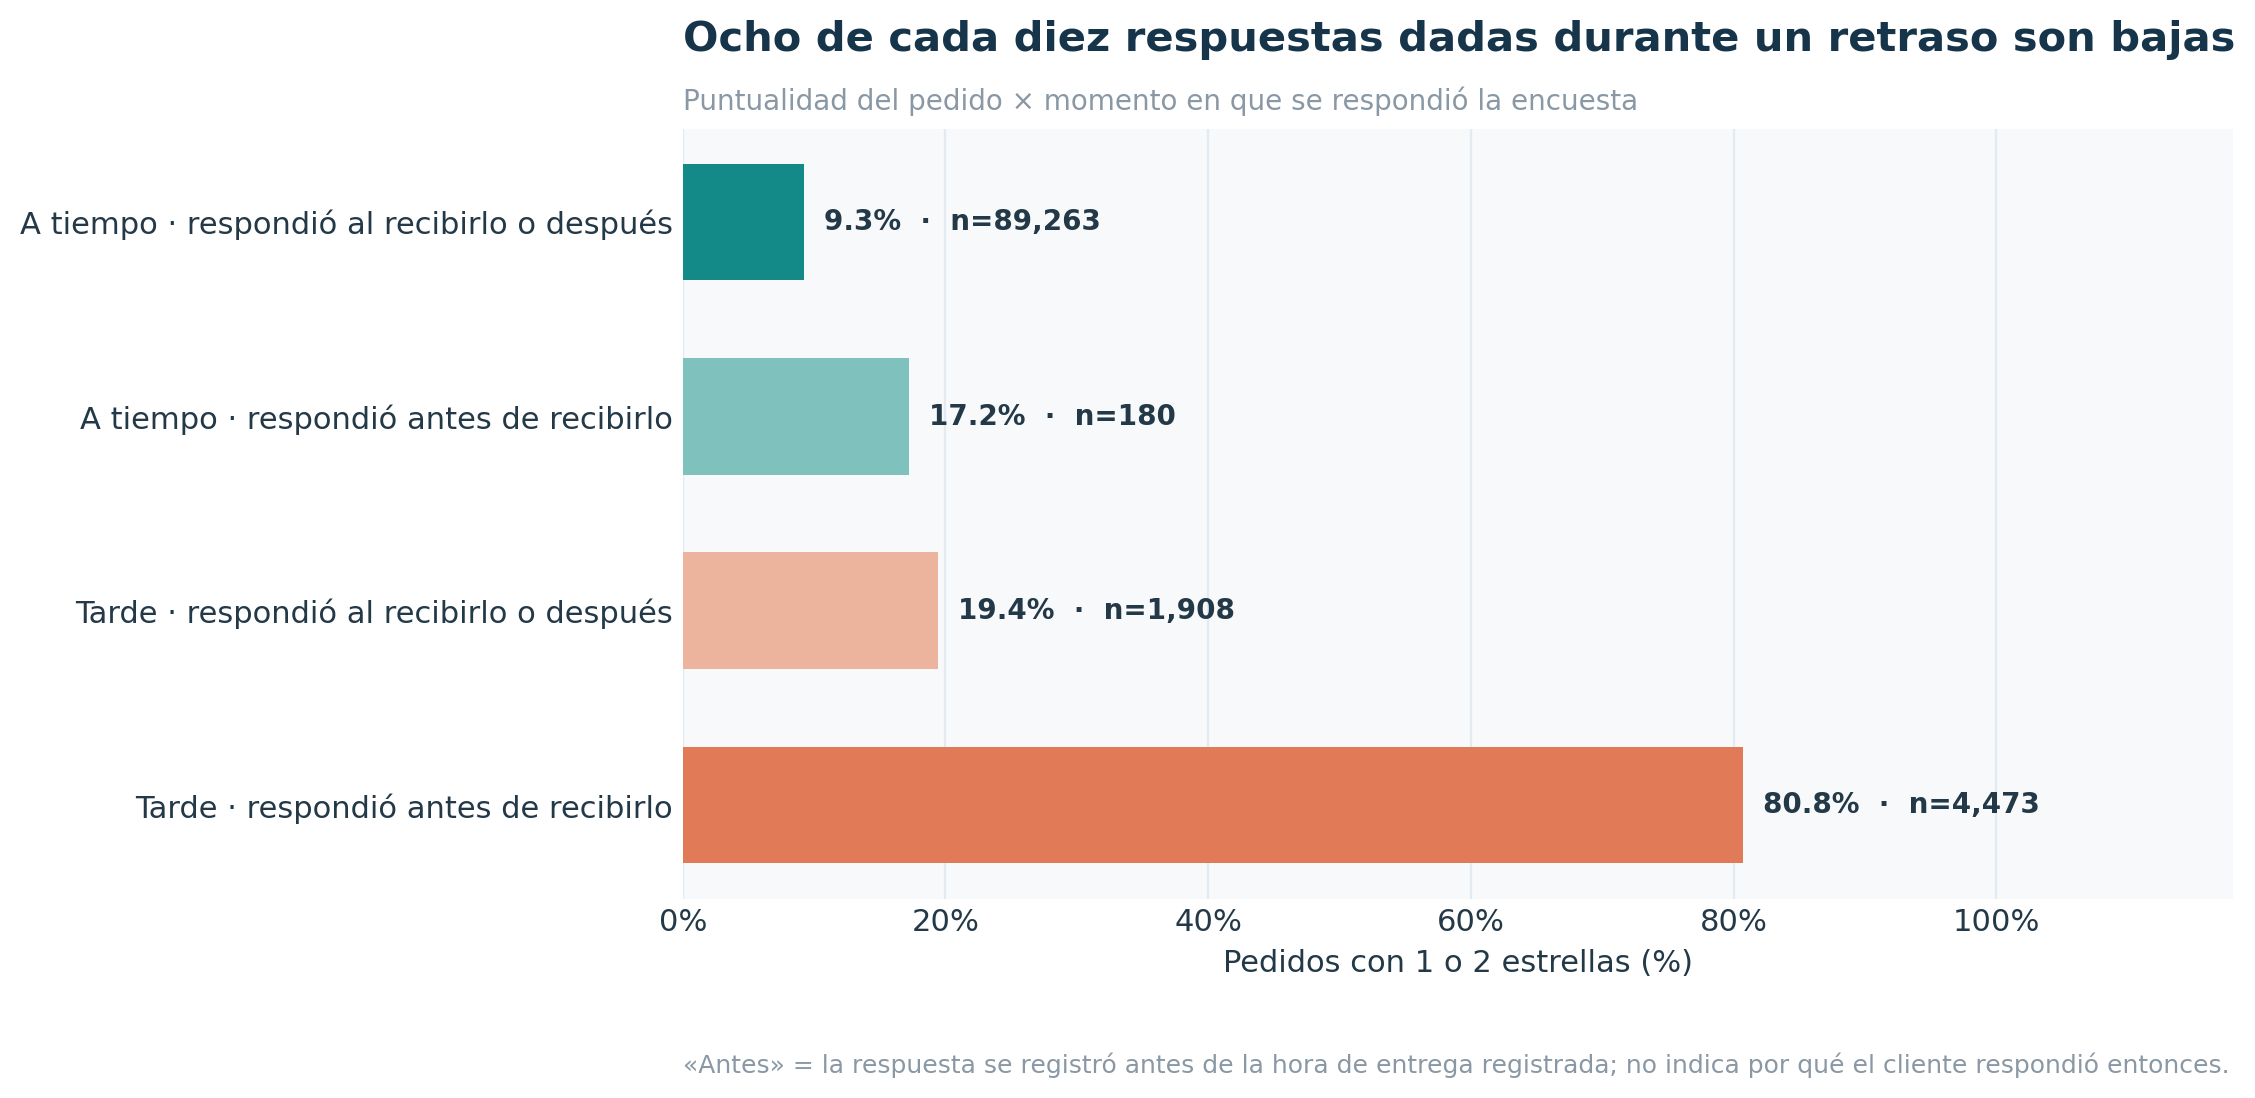 Ocho de cada diez respuestas dadas durante un retraso son bajas
Puntualidad del pedido × momento en que se respondió la encuesta
A tiempo · respondió al recibirlo o después
9.3% · n=89,263
A tiempo · respondió antes de recibirlo
17.2% · n=180
Tarde · respondió al recibirlo o después
19.4% · n=1,908
Tarde · respondió antes de recibirlo
80.8% · n=4,473
0% 20% 40% 60% 80% 100%
Pedidos con 1 o 2 estrellas (%)
«Antes» = la respuesta se registró antes de la hora de entrega registrada; no indica por qué el cliente respondió entonces.